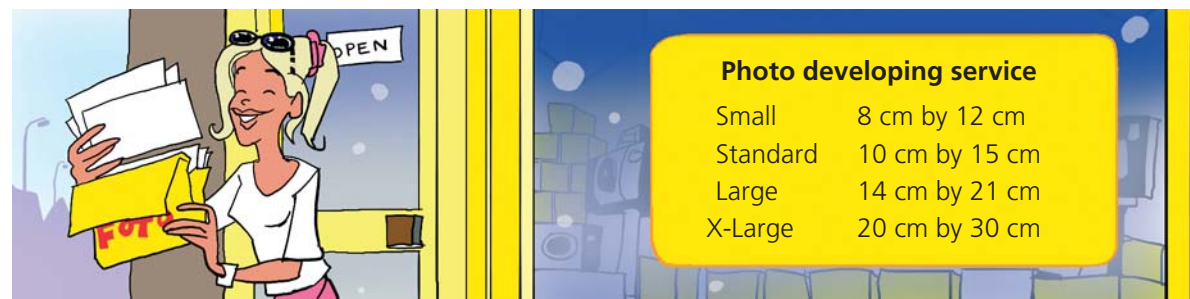 OPEN
FOTO
Photo developing service
Small 8 cm by 12 cm
Standard 10 cm by 15 cm
Large 14 cm by 21 cm
X-Large 20 cm by 30 cm